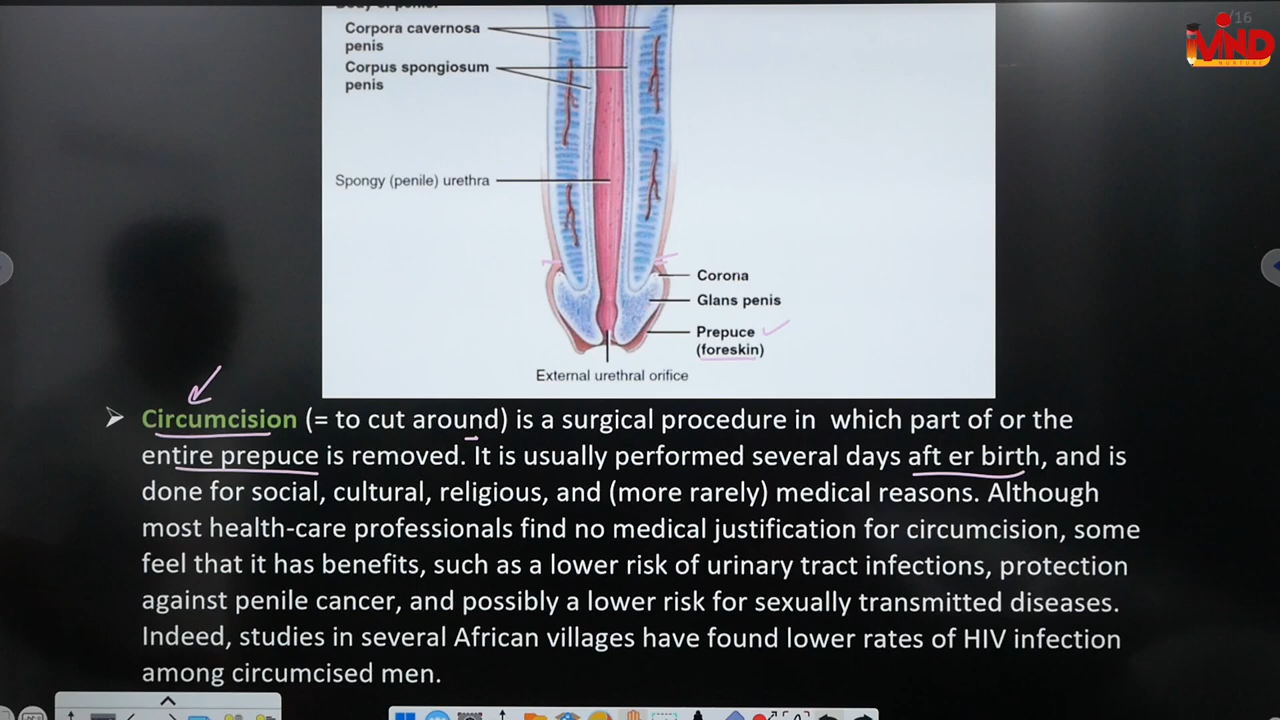 /16
MIND
NURTURE
Corpora cavernosa
penis
Corpus spongiosum
penis
Spongy (penile) urethra
Corona
Glans penis
Prepuce
(foreskin)
External urethral orifice
➢ Circumcision (= to cut around) is a surgical procedure in which part of or the
entire prepuce is removed. It is usually performed several days aft er birth, and is
done for social, cultural, religious, and (more rarely) medical reasons. Although
most health-care professionals find no medical justification for circumcision, some
feel that it has benefits, such as a lower risk of urinary tract infections, protection
against penile cancer, and possibly a lower risk for sexually transmitted diseases.
Indeed, studies in several African villages have found lower rates of HIV infection
among circumcised men.